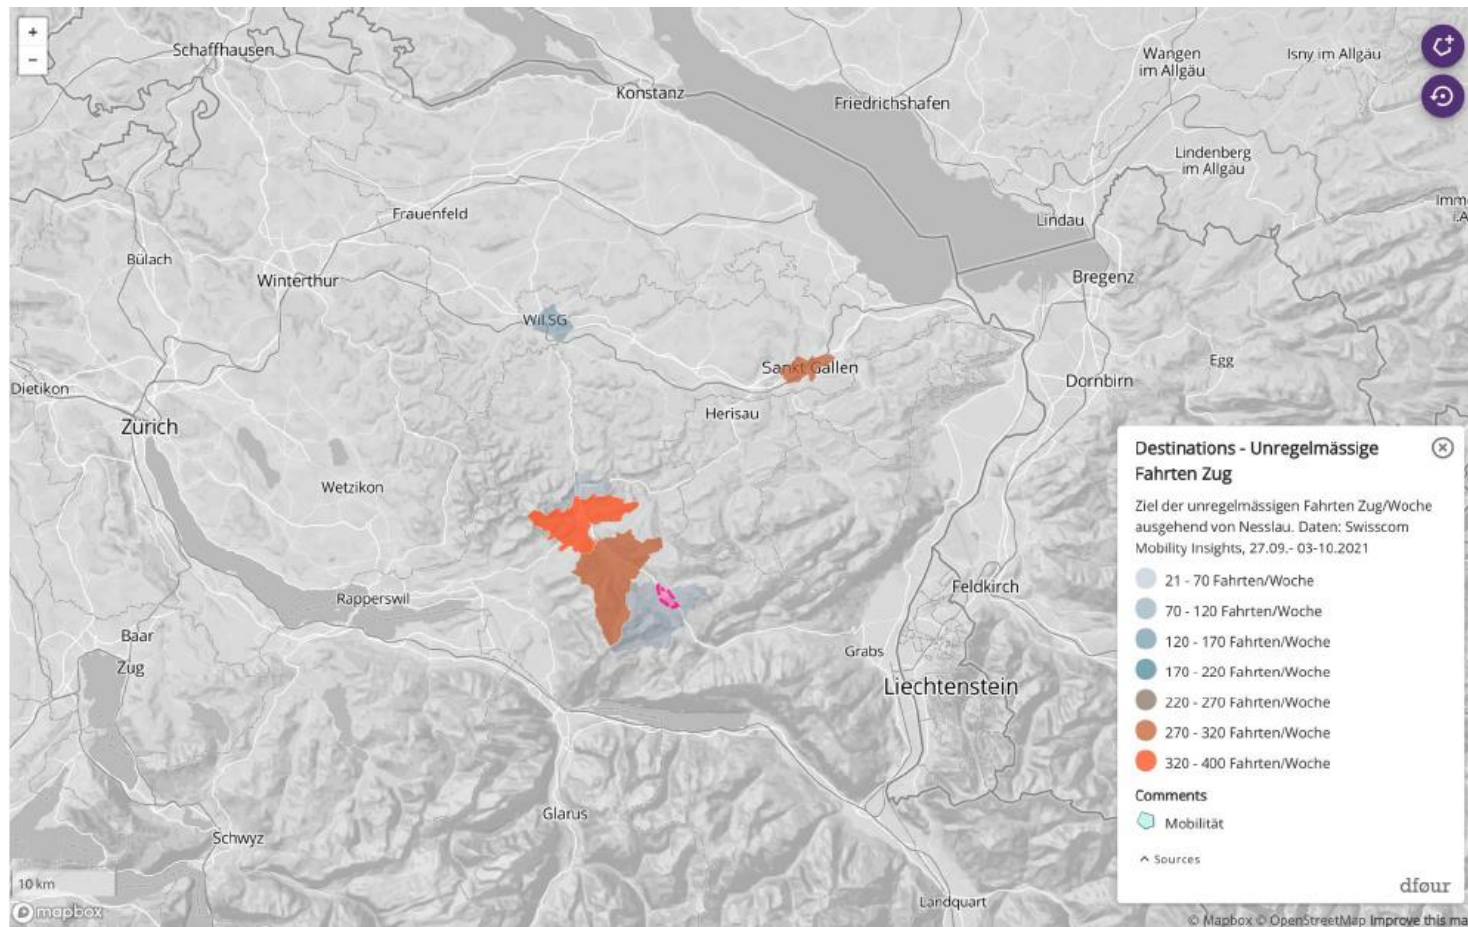 +
−
Schaffhausen
Konstanz
Friedrichshafen
Wangen
im Allgäu
Isny im Allgäu
Lindenberg
im Allgäu
Imm
i.A
Frauenfeld
Lindau
Bülach
Winterthur
Bregenz
Wil SG
Egg
Dietikon
Sankt Gallen
Dornbirn
Zürich
Herisau
Wetzikon
Rapperswil
Feldkirch
Baar
Zug
Grabs
Liechtenstein
Glarus
Schwyz
Landquart
10 km
mapbox
Destinations - Unregelmässige
Fahrten Zug
Ziel der unregelmässigen Fahrten Zug/Woche
ausgehend von Nesslau. Daten: Swisscom
Mobility Insights, 27.09.- 03-10.2021
21 - 70 Fahrten/Woche
70 - 120 Fahrten/Woche
120 - 170 Fahrten/Woche
170 - 220 Fahrten/Woche
220 - 270 Fahrten/Woche
270 - 320 Fahrten/Woche
320 - 400 Fahrten/Woche
Comments
Mobilität
Sources
dføur
© Mapbox © OpenStreetMap Improve this ma